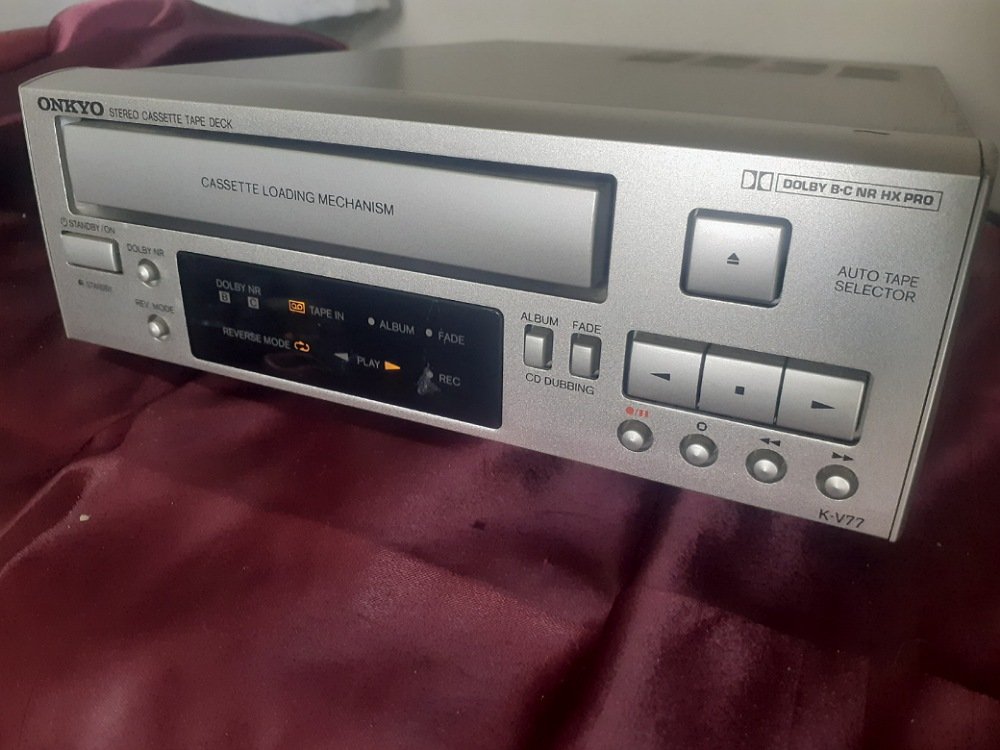 ONKYO STEREO CASSETTE TAPE DECK
CASSETTE LOADING MECHANISM
DOLBY B·C NR HX PRO
AUTO TAPE
SELECTOR
STANDBY/ON
STANDBY
DOLBY NR
REV. MODE
DOLBY NR
B C
TAPE IN
ALBUM
FADE
REVERSE MODE
PLAY
REC
ALBUM FADE
CD DUBBING
K-V77